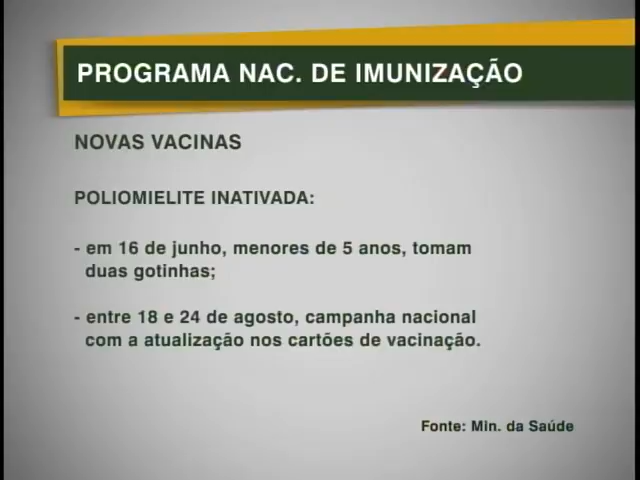 PROGRAMA NAC. DE IMUNIZAÇÃO
NOVAS VACINAS
POLIOMIELITE INATIVADA:
- em 16 de junho, menores de 5 anos, tomam
duas gotinhas;
- entre 18 e 24 de agosto, campanha nacional
com a atualização nos cartões de vacinação.
Fonte: Min. da Saúde